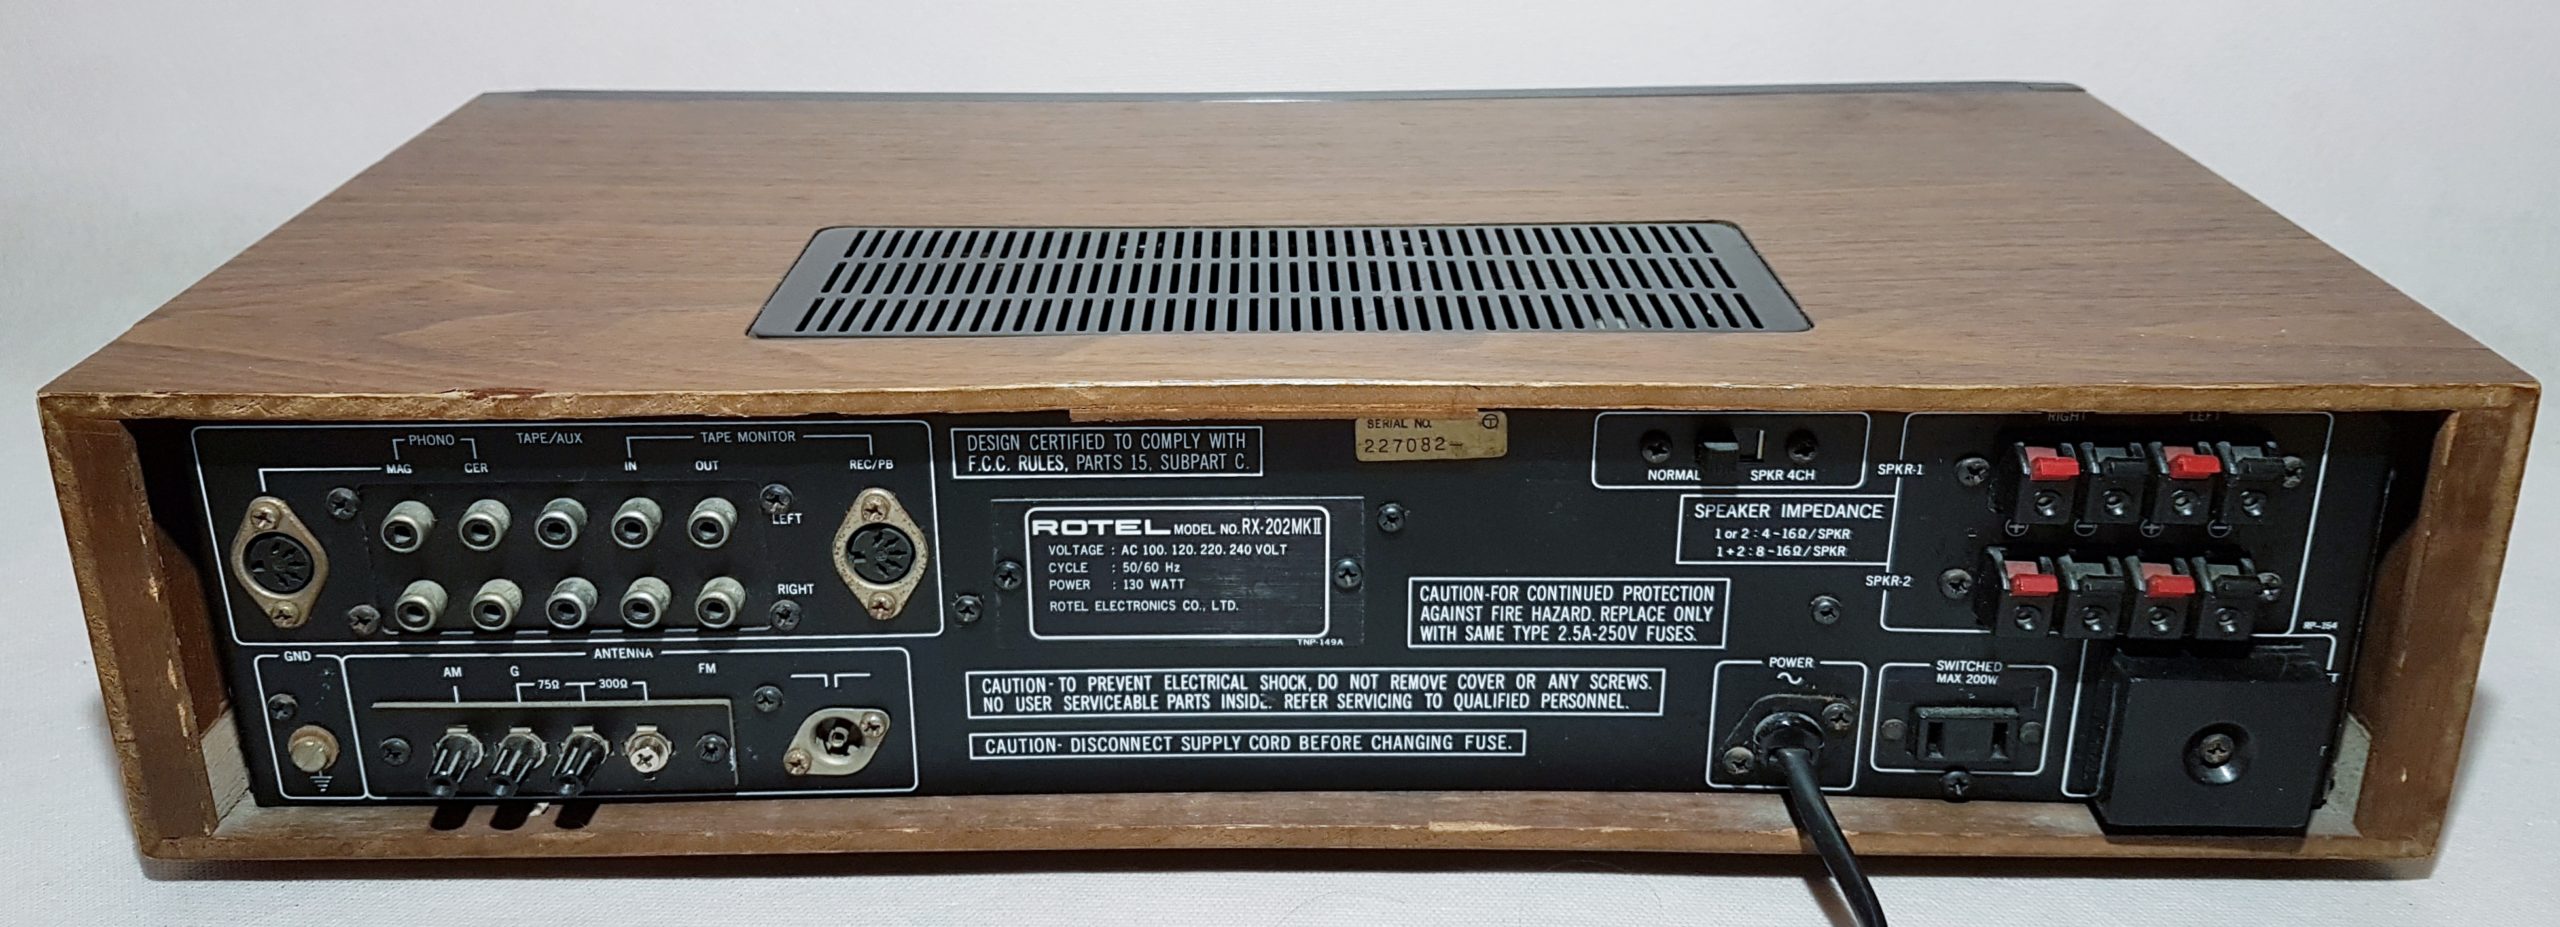 PHONO
TAPE/AUX
TAPE MONITOR
MAG
CER
IN
OUT
REC/PB
LEFT
RIGHT
GND
ANTENNA
AM
G
FM
75Ω
300Ω
DESIGN CERTIFIED TO COMPLY WITH
F.C.C. RULES, PARTS 15, SUBPART C.
SERIAL NO.
227082
ROTEL MODEL NO. RX-202MKII
VOLTAGE : AC 100. 120. 220. 240 VOLT
CYCLE : 50/60 Hz
POWER : 130 WATT
ROTEL ELECTRONICS CO., LTD.
TNP-149A
CAUTION-FOR CONTINUED PROTECTION
AGAINST FIRE HAZARD. REPLACE ONLY
WITH SAME TYPE 2.5A-250V FUSES.
CAUTION- TO PREVENT ELECTRICAL SHOCK, DO NOT REMOVE COVER OR ANY SCREWS.
NO USER SERVICEABLE PARTS INSIDE. REFER SERVICING TO QUALIFIED PERSONNEL.
CAUTION- DISCONNECT SUPPLY CORD BEFORE CHANGING FUSE.
NORMAL
SPKR 4CH
SPEAKER IMPEDANCE
1 or 2 : 4-16Ω/SPKR
1+2 : 8-16Ω/SPKR
RIGHT
LEFT
SPKR-1
+ − + −
SPKR-2
RP-154
POWER
~
SWITCHED
MAX 200W